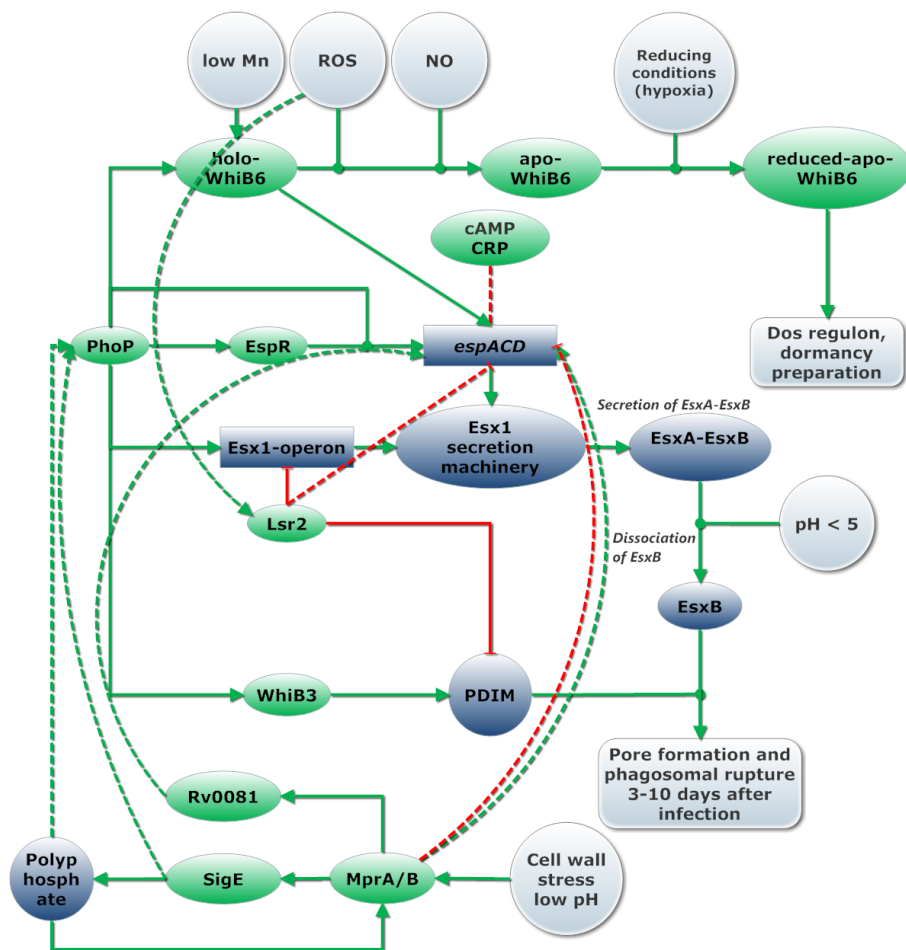 low Mn
ROS
NO
Reducing
conditions
(hypoxia)
holo-
WhiB6
apo-
WhiB6
reduced-apo-
WhiB6
cAMP
CRP
PhoP
EspR
espACD
Dos regulon,
dormancy
preparation
Secretion of EsxA-EsxB
Esx1-operon
Esx1
secretion
machinery
EsxA-EsxB
Lsr2
pH < 5
Dissociation
of EsxB
EsxB
WhiB3
PDIM
Pore formation and
phagosomal rupture
3-10 days after
infection
Rv0081
Polyp
hosph
ate
SigE
MprA/B
Cell wall
stress
low pH